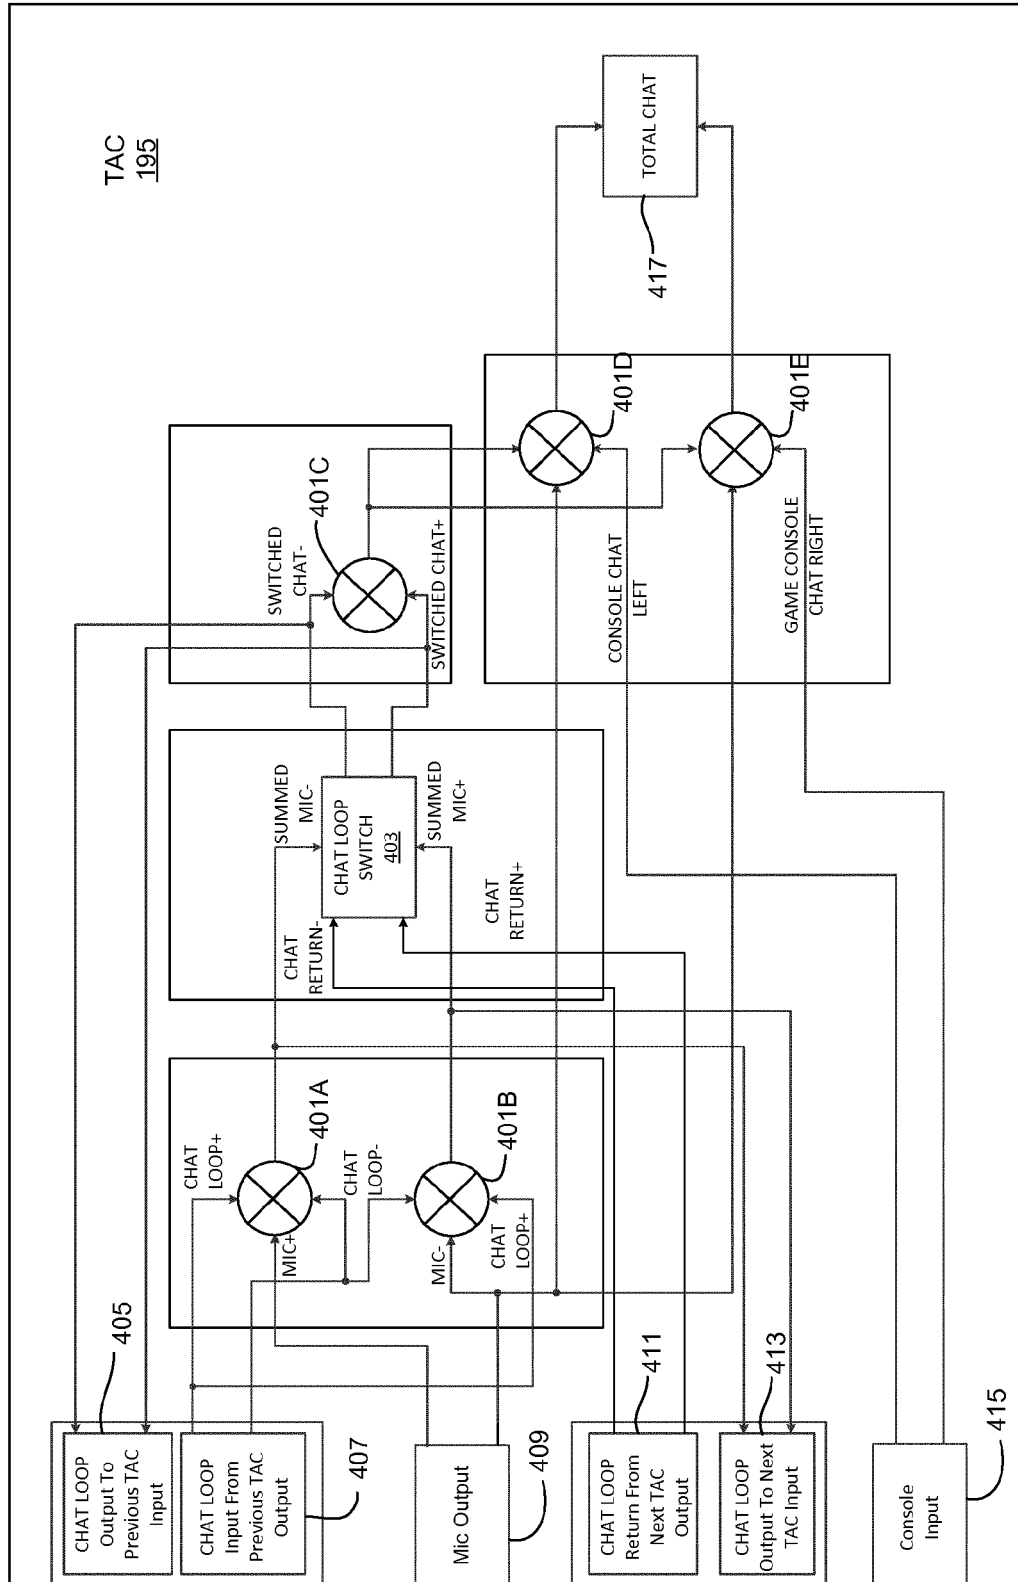 TAC
195
CHAT LOOP
Output To
Previous TAC
Input
405
CHAT LOOP
Input From
Previous TAC
Output
407
Mic Output
409
CHAT LOOP
Return From
Next TAC
Output
411
CHAT LOOP
Output To Next
TAC Input
413
Console
Input
415
CHAT
LOOP+
401A
MIC+
CHAT
LOOP-
401B
MIC-
CHAT
LOOP+
SUMMED
MIC-
CHAT
RETURN-
CHAT LOOP
SWITCH
403
SUMMED
MIC+
CHAT
RETURN+
SWITCHED
CHAT-
401C
SWITCHED CHAT+
401D
CONSOLE CHAT
LEFT
401E
GAME CONSOLE
CHAT RIGHT
TOTAL CHAT
417